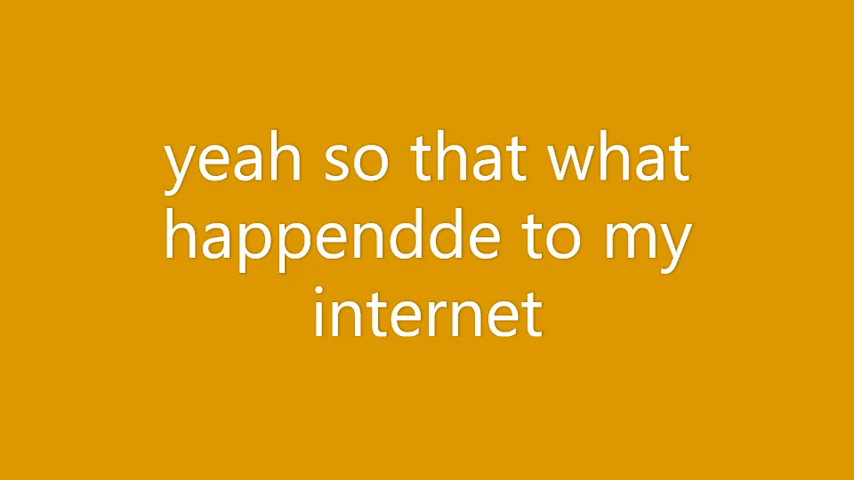 yeah so that what
happendde to my
internet